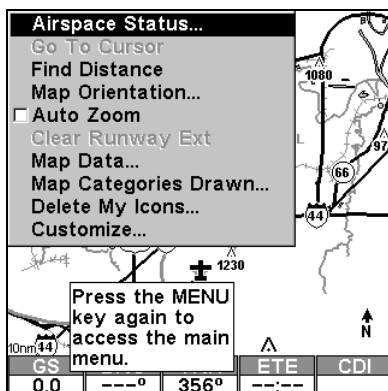 Airspace Status...
Go To Cursor
Find Distance
Map Orientation...
Auto Zoom
Clear Runway Ext
Map Data...
Map Categories Drawn...
Delete My Icons...
Customize...
1080
97
66
44
1230
Press the MENU
key again to
access the main
menu.
N
10nm 44
GS ETE CDI
0.0 ---º 356º --:--